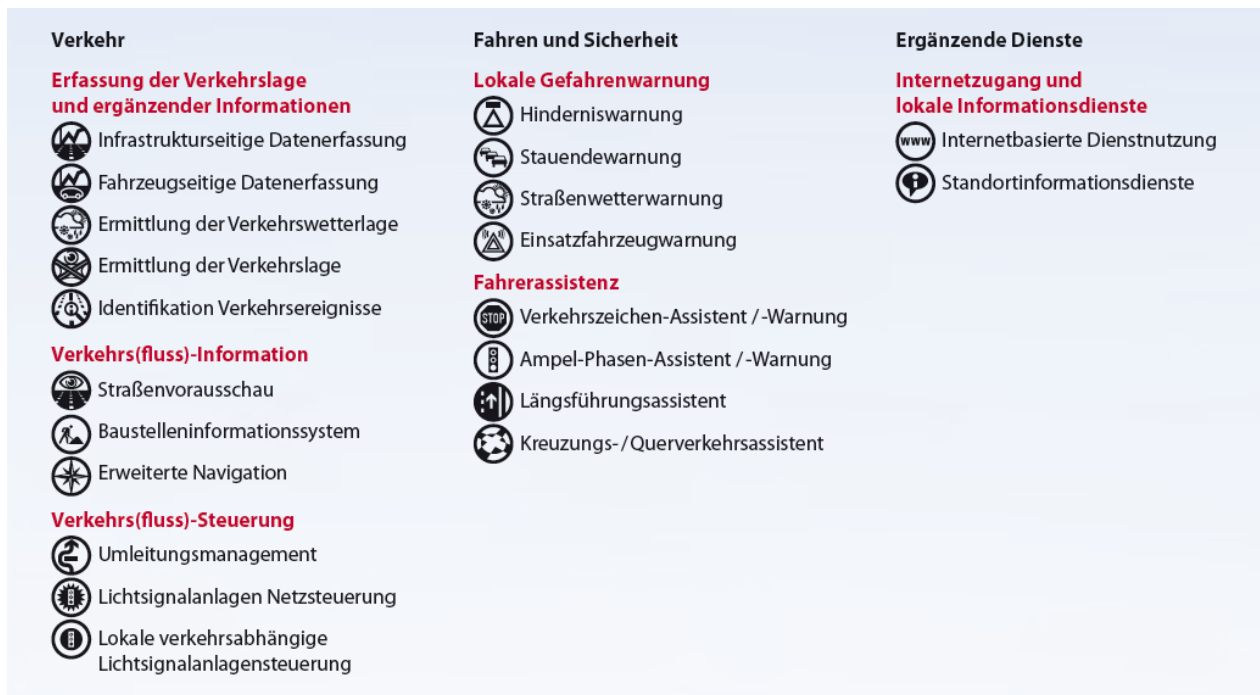 Verkehr
Erfassung der Verkehrslage
und ergänzender Informationen
Infrastrukturseitige Datenerfassung
Fahrzeugseitige Datenerfassung
Ermittlung der Verkehrswetterlage
Ermittlung der Verkehrslage
Identifikation Verkehrsereignisse
Verkehrs(fluss)-Information
Straßenvorausschau
Baustelleninformationssystem
Erweiterte Navigation
Verkehrs(fluss)-Steuerung
Umleitungsmanagement
Lichtsignalanlagen Netzsteuerung
Lokale verkehrsabhängige
Lichtsignalanlagensteuerung
Fahren und Sicherheit
Lokale Gefahrenwarnung
Hinderniswarnung
Stauendewarnung
Straßenwetterwarnung
Einsatzfahrzeugwarnung
Fahrerassistenz
STOP Verkehrszeichen-Assistent /-Warnung
Ampel-Phasen-Assistent /-Warnung
Längsführungsassistent
Kreuzungs-/Querverkehrsassistent
Ergänzende Dienste
Internetzugang und
lokale Informationsdienste
www Internetbasierte Dienstnutzung
Standortinformationsdienste